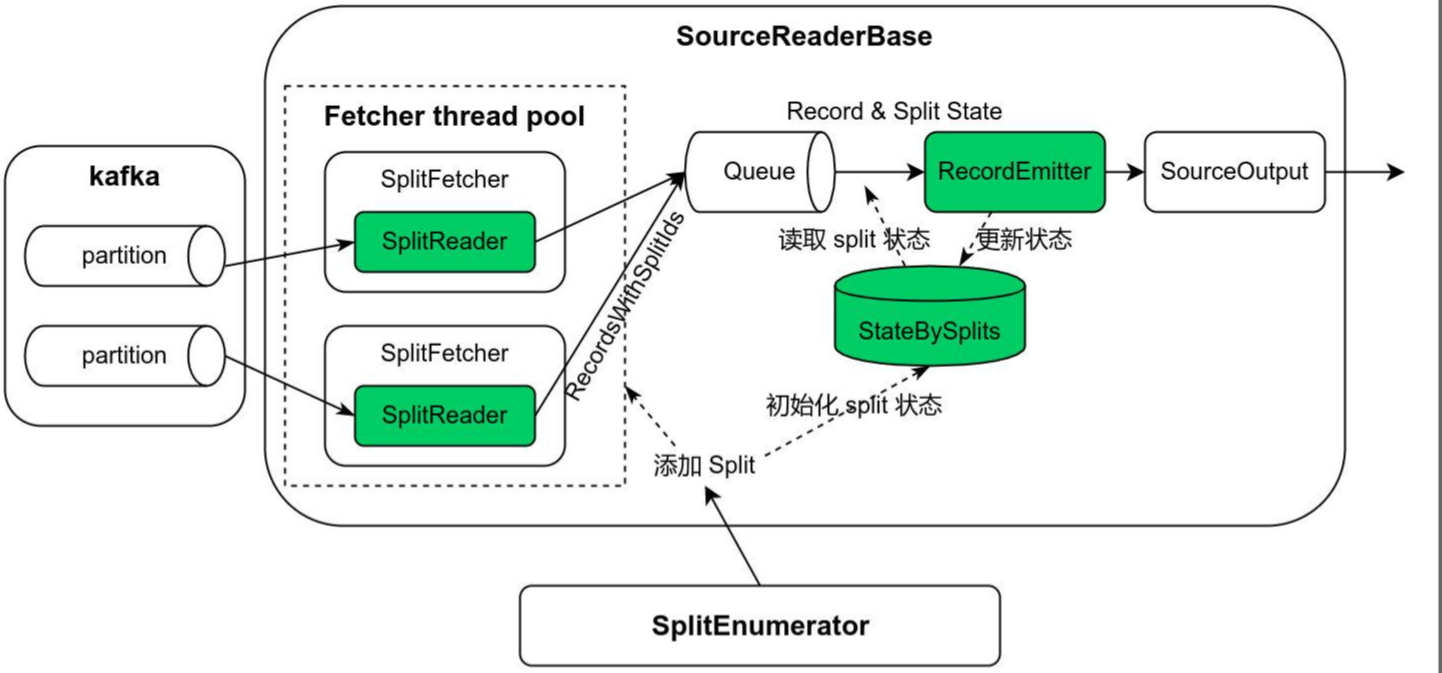 SourceReaderBase
kafka
partition
partition
Fetcher thread pool
SplitFetcher
SplitReader
SplitFetcher
SplitReader
RecordsWithSplitIds
Queue
Record & Split State
RecordEmitter
SourceOutput
读取 split 状态
更新状态
StateBySplits
初始化 split 状态
添加 Split
SplitEnumerator